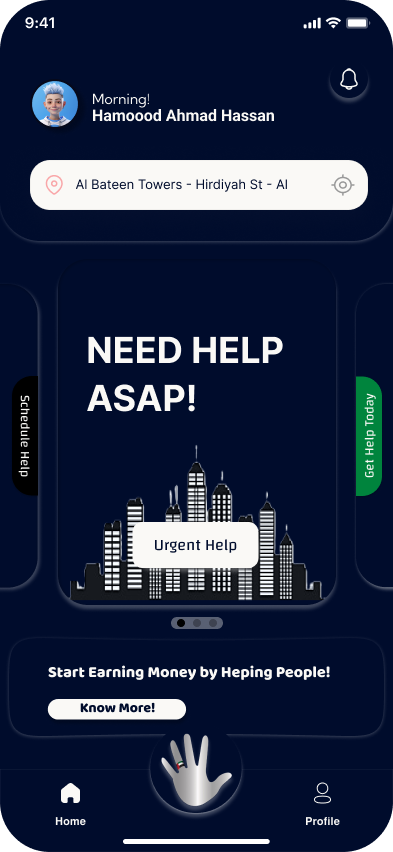 9:41
Morning!
Hamoood Ahmad Hassan
Al Bateen Towers - Hirdiyah St - Al
NEED HELP
ASAP!
Schedule Help
Get Help Today
Urgent Help
Start Earning Money by Heping People!
Know More!
Home
Profile